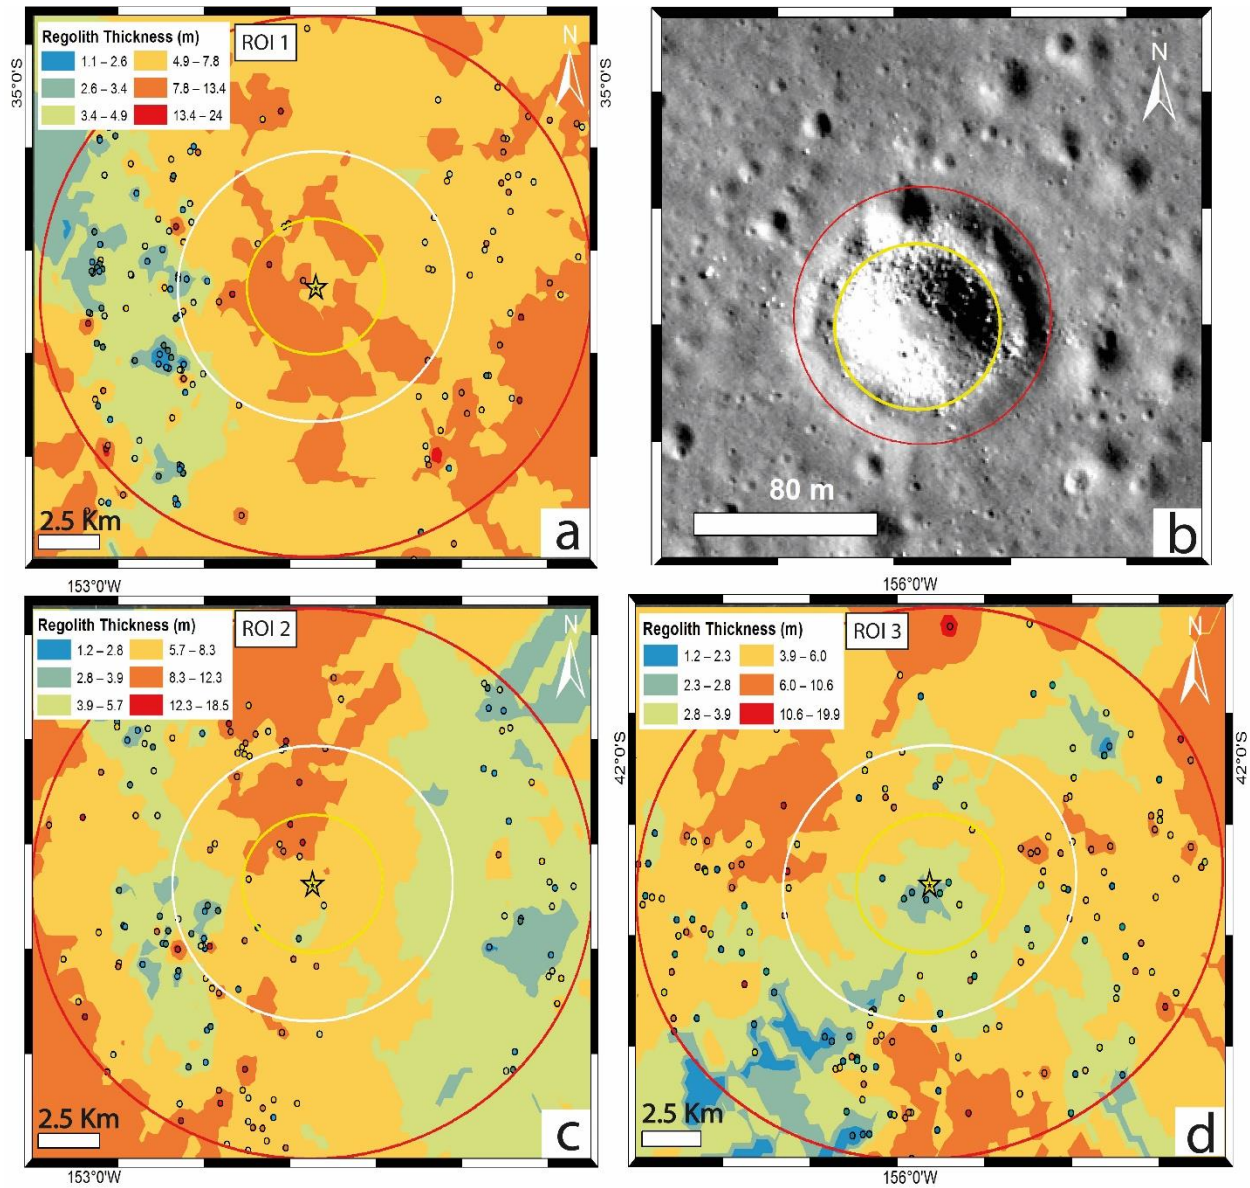 Regolith Thickness (m)
ROI 1
N
1.1 – 2.6
4.9 – 7.8
2.6 – 3.4
7.8 – 13.4
3.4 – 4.9
13.4 – 24
35°0'S
35°0'S
2.5 Km
a
153°0'W
N
80 m
b
156°0'W
Regolith Thickness (m)
ROI 2
N
1.2 – 2.8
5.7 – 8.3
2.8 – 3.9
8.3 – 12.3
3.9 – 5.7
12.3 – 18.5
2.5 Km
c
153°0'W
Regolith Thickness (m)
ROI 3
N
1.2 – 2.3
3.9 – 6.0
2.3 – 2.8
6.0 – 10.6
2.8 – 3.9
10.6 – 19.9
42°0'S
42°0'S
2.5 Km
d
156°0'W